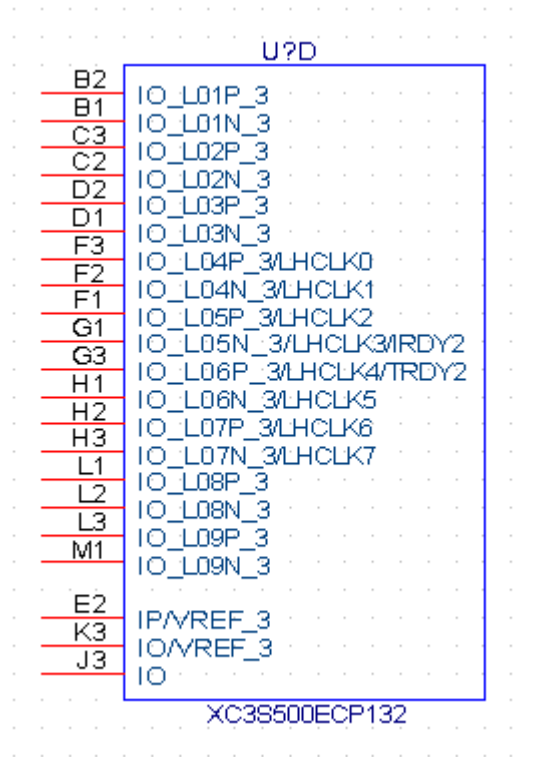 U?D
B2 IO_L01P_3
B1 IO_L01N_3
C3 IO_L02P_3
C2 IO_L02N_3
D2 IO_L03P_3
D1 IO_L03N_3
F3 IO_L04P_3/LHCLK0
F2 IO_L04N_3/LHCLK1
F1 IO_L05P_3/LHCLK2
G1 IO_L05N_3/LHCLK3/IRDY2
G3 IO_L06P_3/LHCLK4/TRDY2
H1 IO_L06N_3/LHCLK5
H2 IO_L07P_3/LHCLK6
H3 IO_L07N_3/LHCLK7
L1 IO_L08P_3
L2 IO_L08N_3
L3 IO_L09P_3
M1 IO_L09N_3
E2 IP/VREF_3
K3 IO/VREF_3
J3 IO
XC3S500ECP132